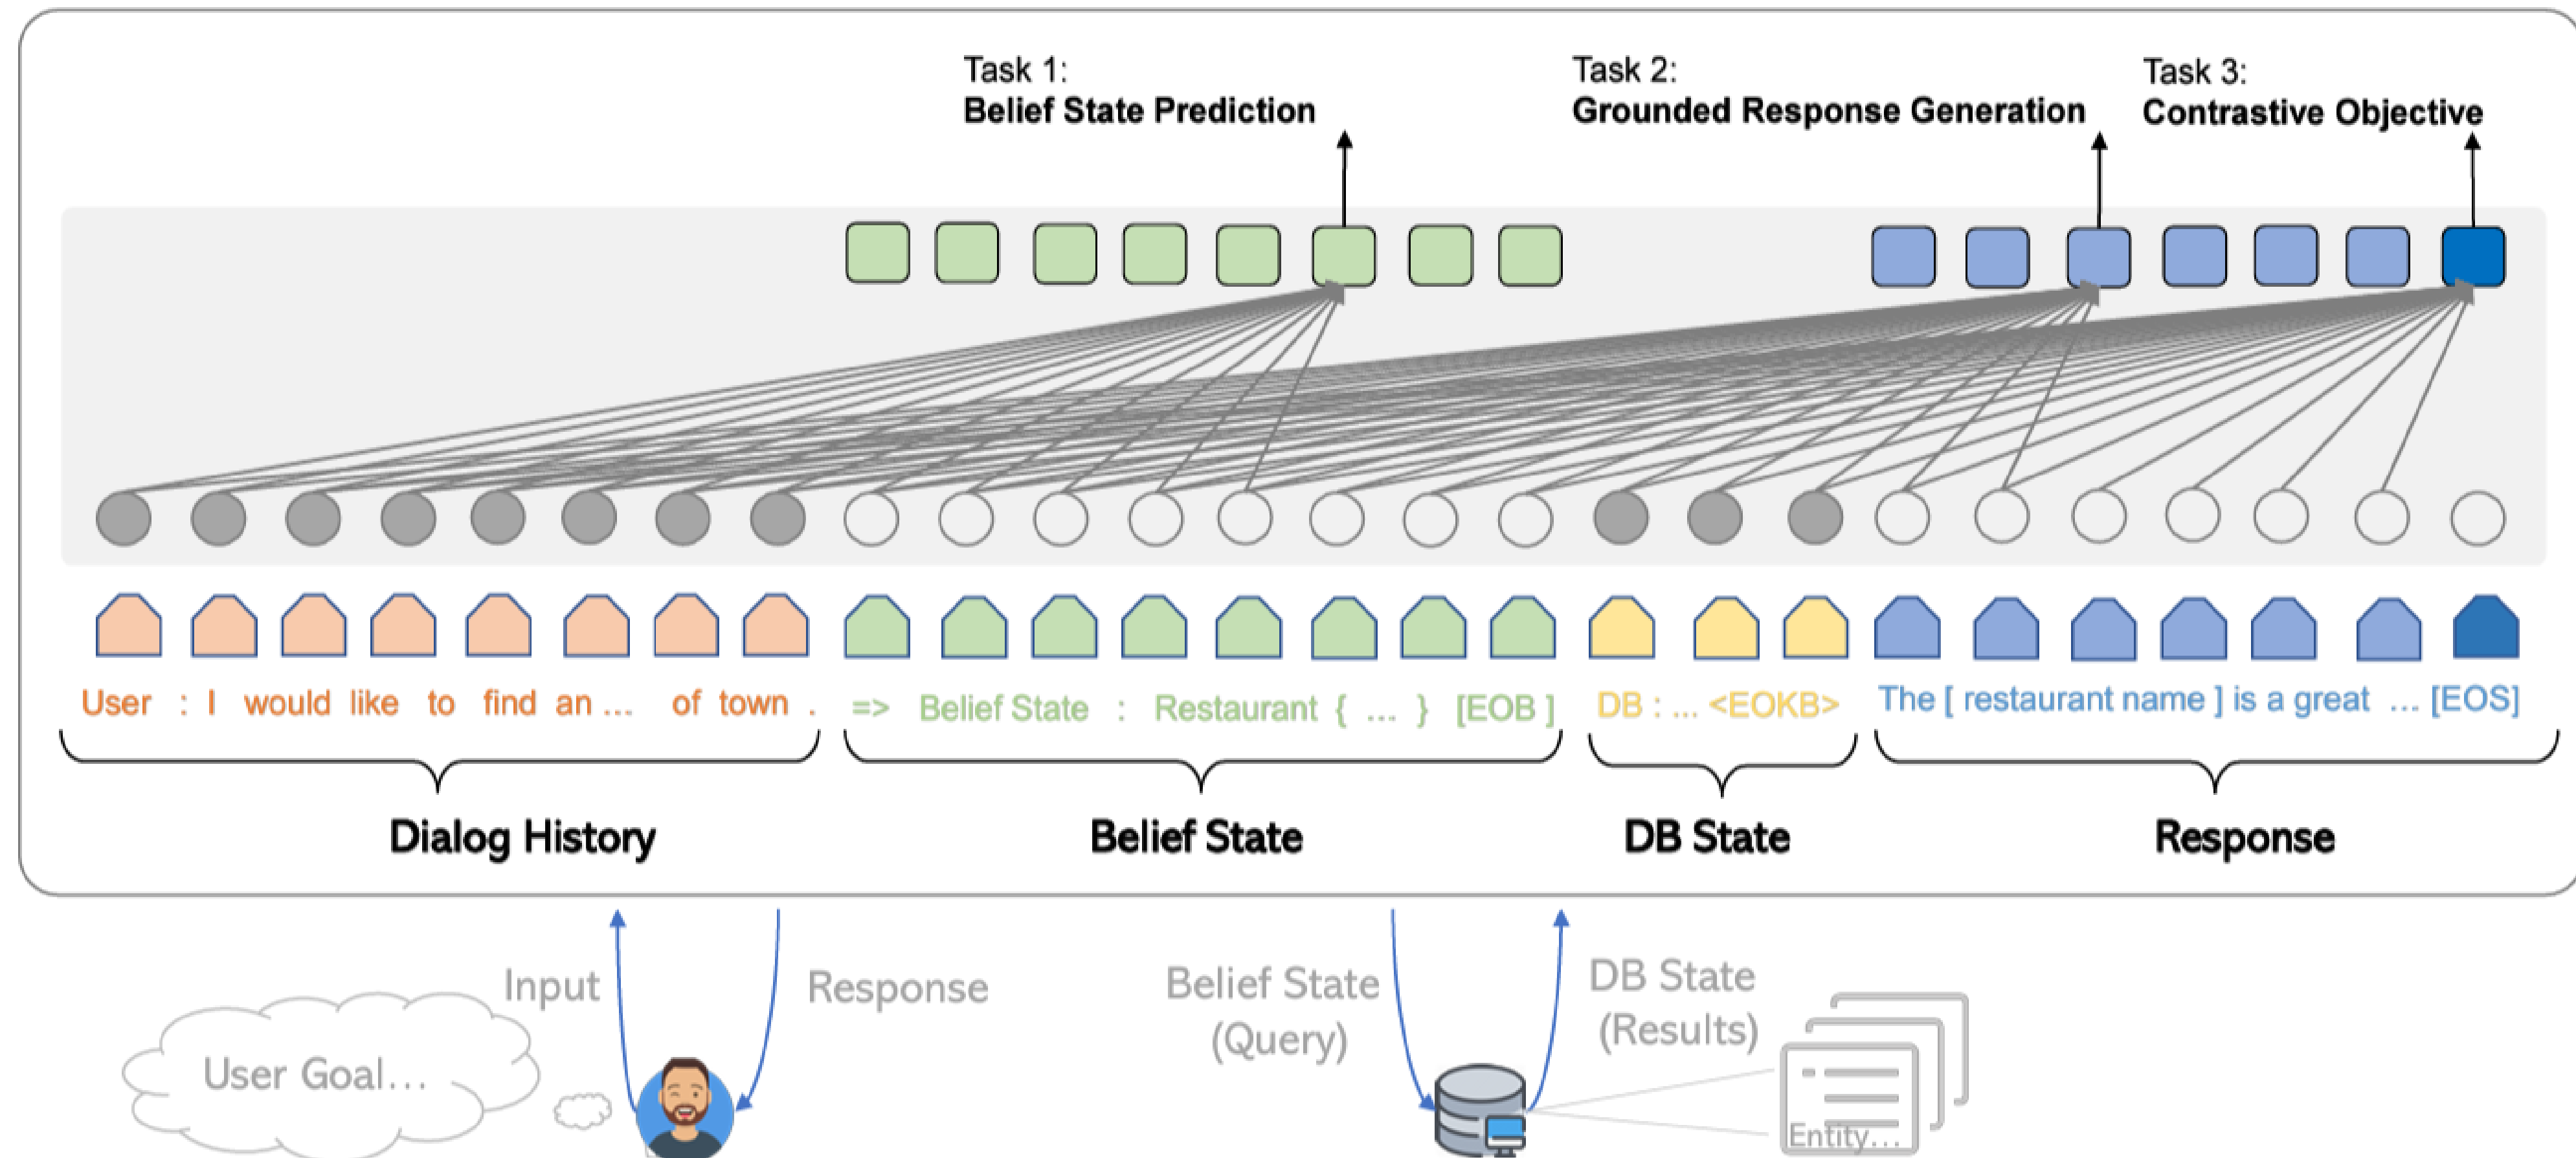 Task 1:
Belief State Prediction
Task 2:
Grounded Response Generation
Task 3:
Contrastive Objective
User : I would like to find an ... of town .
=> Belief State : Restaurant { ... } [EOB ]
DB : ... <EOKB>
The [ restaurant name ] is a great ... [EOS]
Dialog History
Belief State
DB State
Response
Input
Response
Belief State
(Query)
DB State
(Results)
User Goal...
Entity...